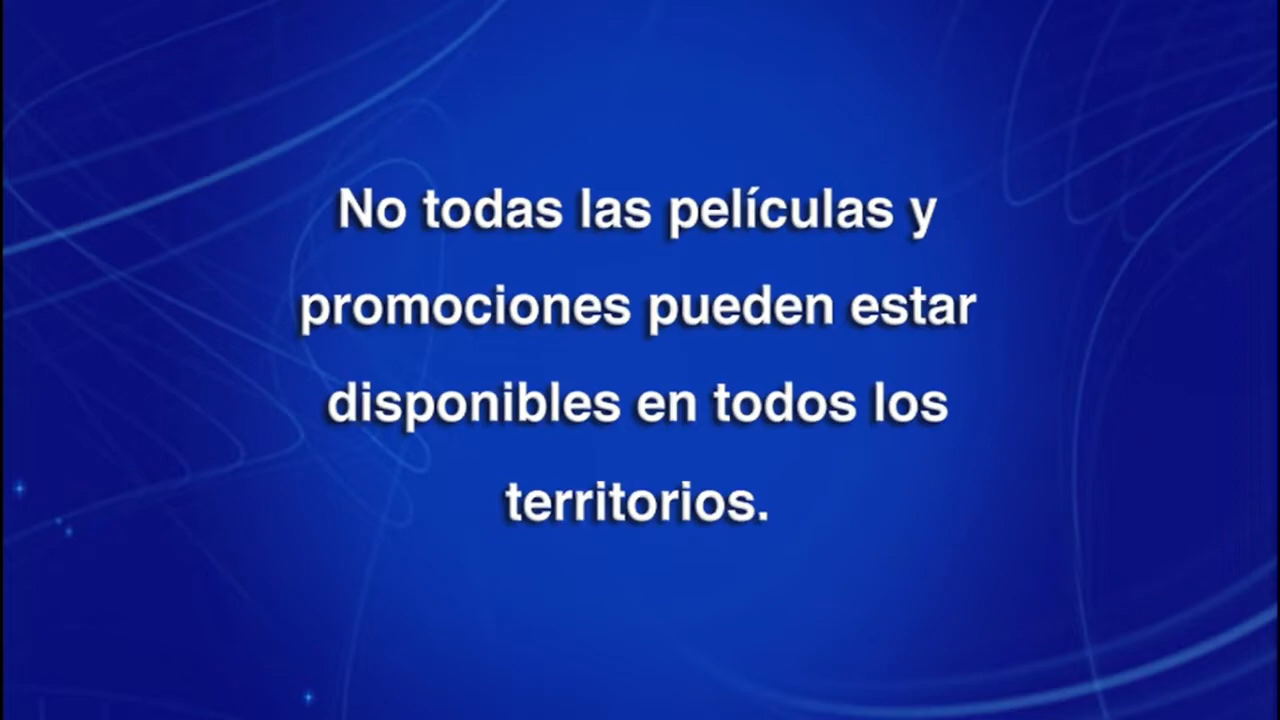 No todas las películas y
promociones pueden estar
disponibles en todos los
territorios.